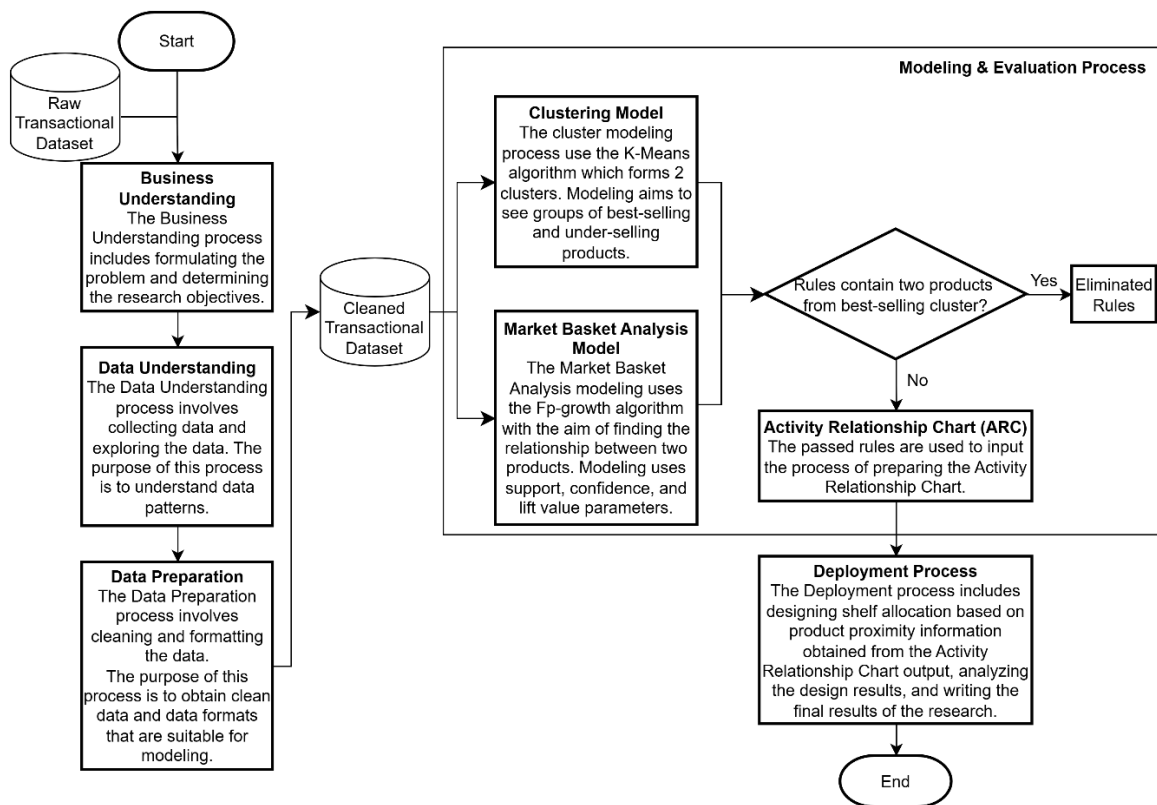 Start
Raw
Transactional
Dataset
Business
Understanding
The Business
Understanding process
includes formulating the
problem and determining
the research objectives.
Data Understanding
The Data Understanding
process involves
collecting data and
exploring the data. The
purpose of this process
is to understand data
patterns.
Data Preparation
The Data Preparation
process involves
cleaning and formatting
the data.
The purpose of this
process is to obtain clean
data and data formats
that are suitable for
modeling.
Cleaned
Transactional
Dataset
Modeling & Evaluation Process
Clustering Model
The cluster modeling
process use the K-Means
algorithm which forms 2
clusters. Modeling aims to
see groups of best-selling
and under-selling
products.
Market Basket Analysis
Model
The Market Basket
Analysis modeling uses
the Fp-growth algorithm
with the aim of finding the
relationship between two
products. Modeling uses
support, confidence, and
lift value parameters.
Rules contain two products
from best-selling cluster?
Yes
Eliminated
Rules
No
Activity Relationship Chart (ARC)
The passed rules are used to input
the process of preparing the Activity
Relationship Chart.
Deployment Process
The Deployment process includes
designing shelf allocation based on
product proximity information
obtained from the Activity
Relationship Chart output, analyzing
the design results, and writing the
final results of the research.
End